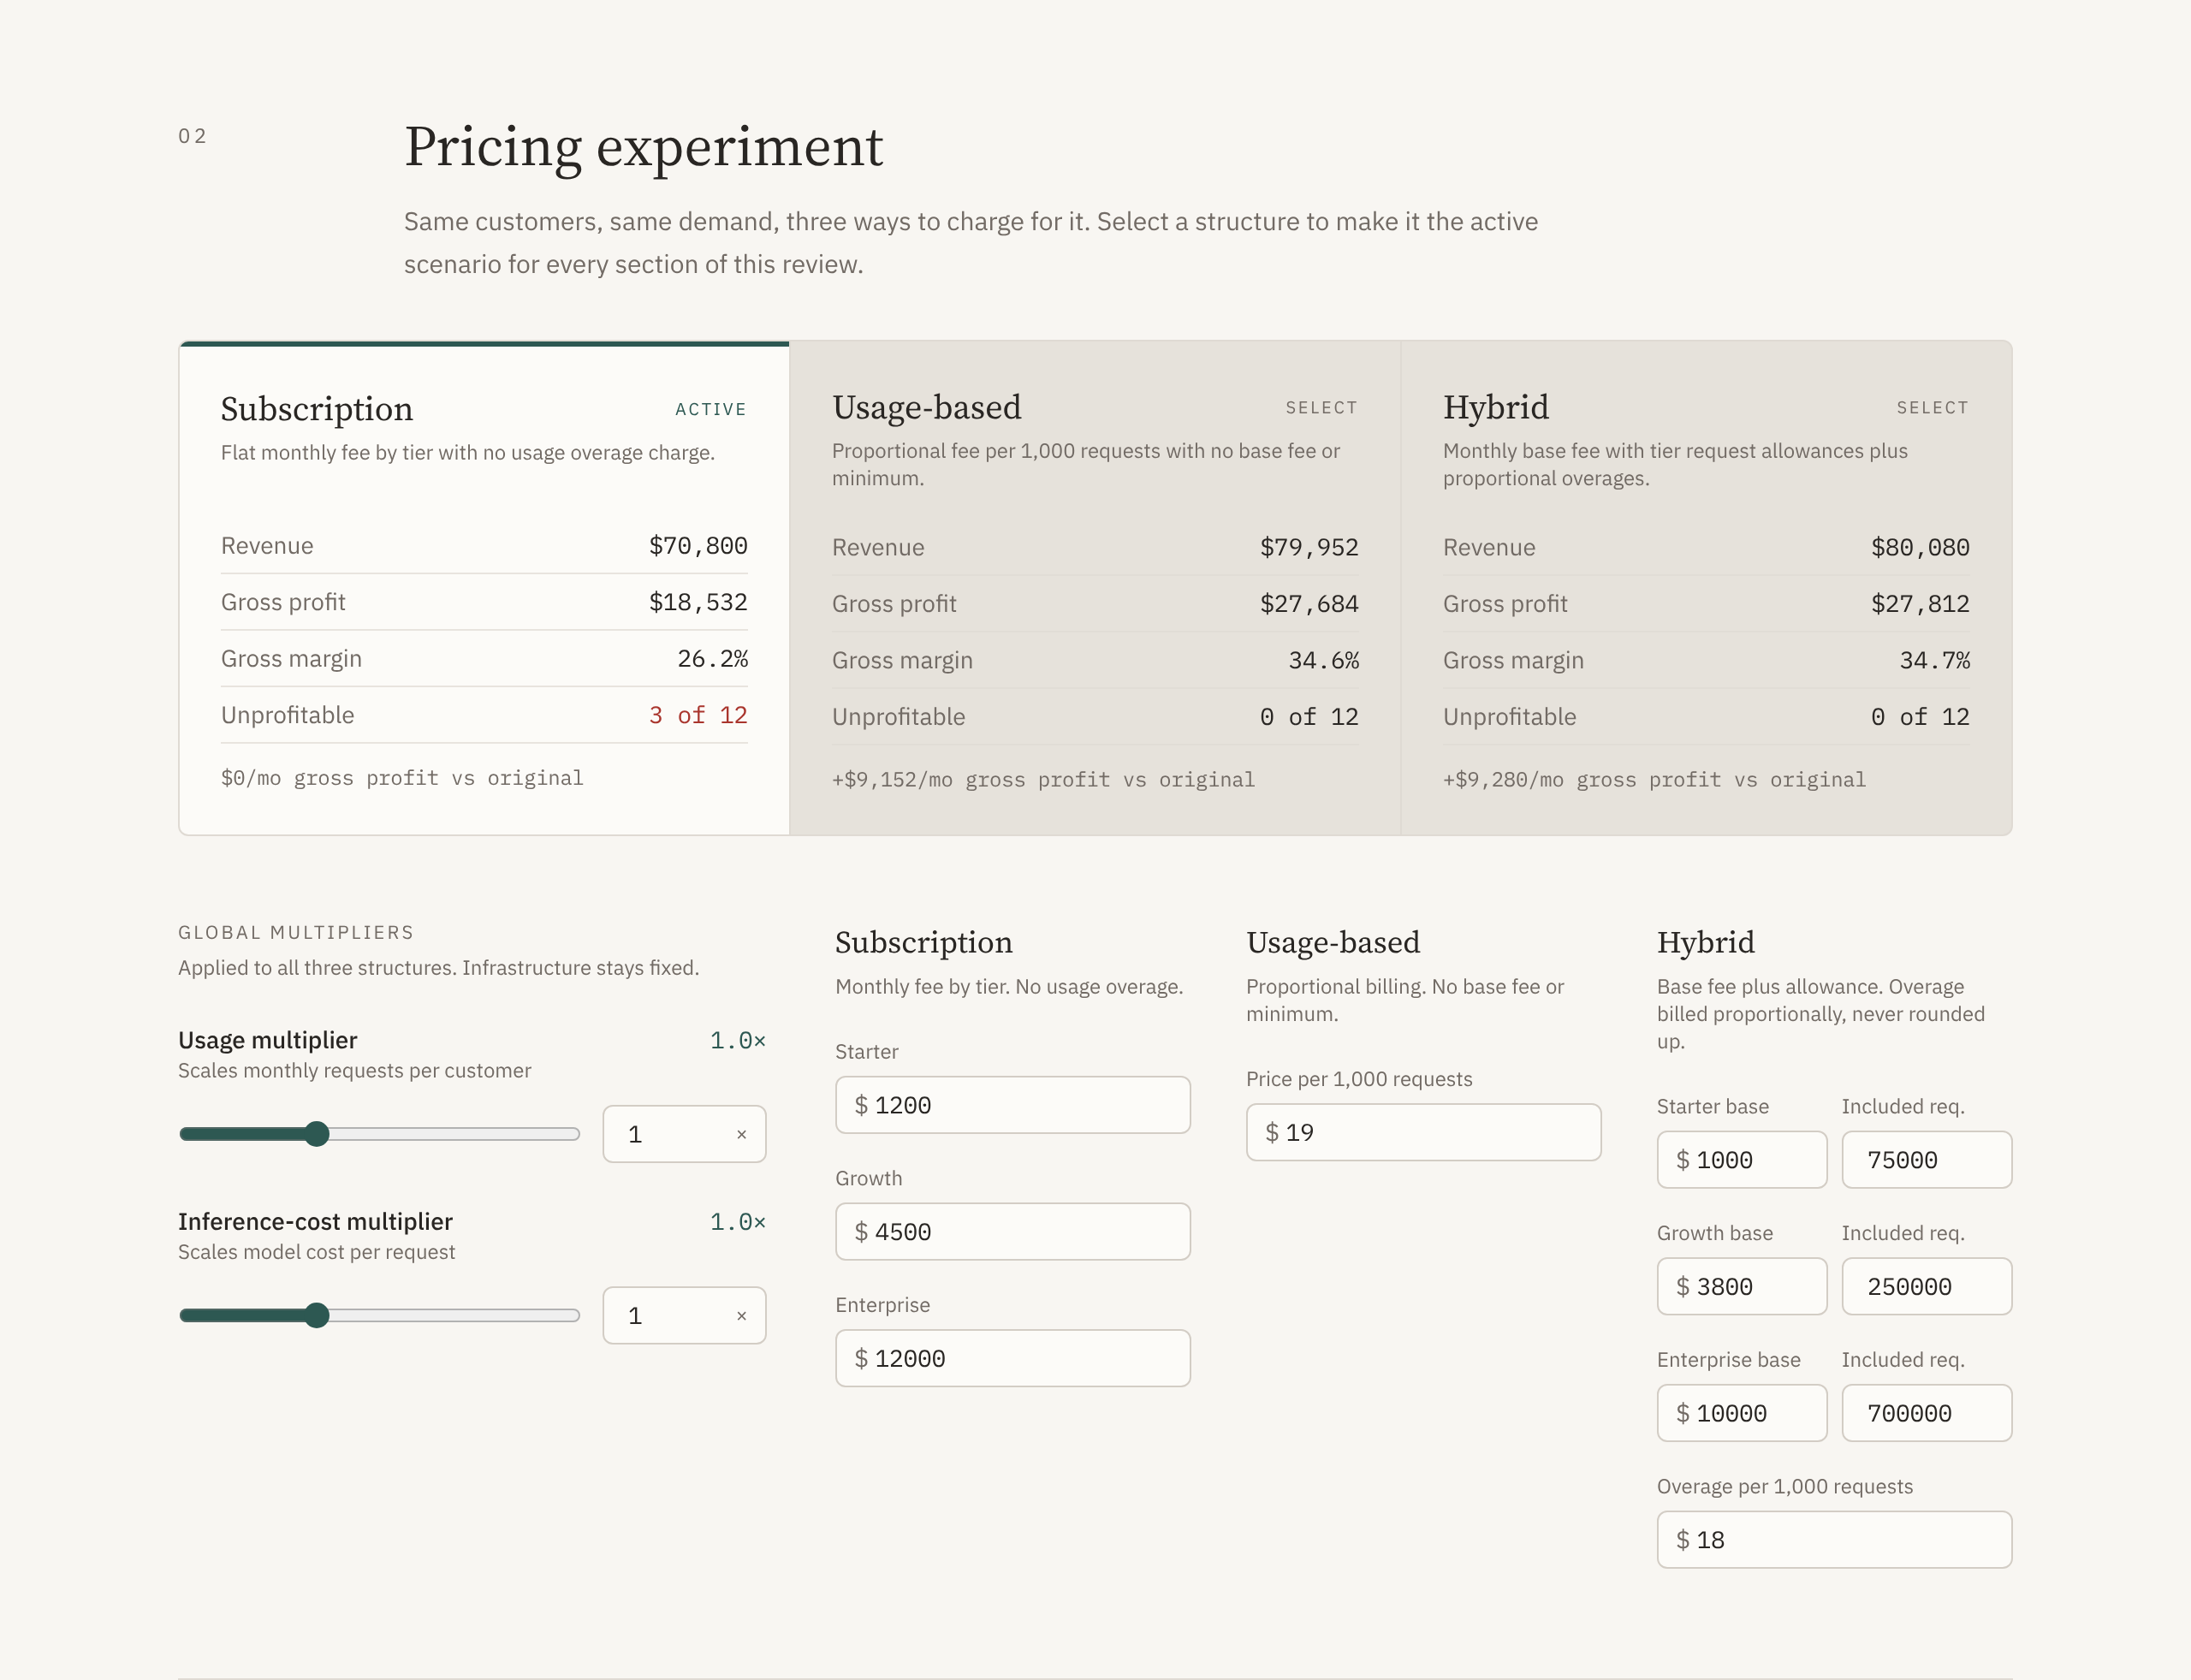 02
Pricing experiment
Same customers, same demand, three ways to charge for it. Select a structure to make it the active
scenario for every section of this review.
Subscription
ACTIVE
Flat monthly fee by tier with no usage overage charge.
Revenue $70,800
Gross profit $18,532
Gross margin 26.2%
Unprofitable 3 of 12
$0/mo gross profit vs original
Usage-based
SELECT
Proportional fee per 1,000 requests with no base fee or
minimum.
Revenue $79,952
Gross profit $27,684
Gross margin 34.6%
Unprofitable 0 of 12
+$9,152/mo gross profit vs original
Hybrid
SELECT
Monthly base fee with tier request allowances plus
proportional overages.
Revenue $80,080
Gross profit $27,812
Gross margin 34.7%
Unprofitable 0 of 12
+$9,280/mo gross profit vs original
GLOBAL MULTIPLIERS
Applied to all three structures. Infrastructure stays fixed.
Usage multiplier 1.0×
Scales monthly requests per customer
1 ×
Inference-cost multiplier 1.0×
Scales model cost per request
1 ×
Subscription
Monthly fee by tier. No usage overage.
Starter
$ 1200
Growth
$ 4500
Enterprise
$ 12000
Usage-based
Proportional billing. No base fee or
minimum.
Price per 1,000 requests
$ 19
Hybrid
Base fee plus allowance. Overage
billed proportionally, never rounded
up.
Starter base Included req.
$ 1000 75000
Growth base Included req.
$ 3800 250000
Enterprise base Included req.
$ 10000 700000
Overage per 1,000 requests
$ 18